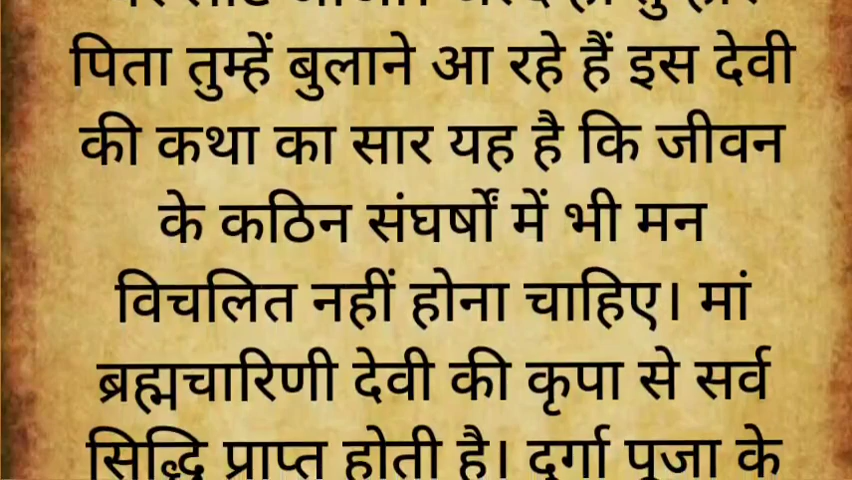 पिता तुम्हें बुलाने आ रहे हैं इस देवी
की कथा का सार यह है कि जीवन
के कठिन संघर्षों में भी मन
विचलित नहीं होना चाहिए। मां
ब्रह्मचारिणी देवी की कृपा से सर्व
सिद्धि प्राप्त होती है। दुर्गा पूजा के